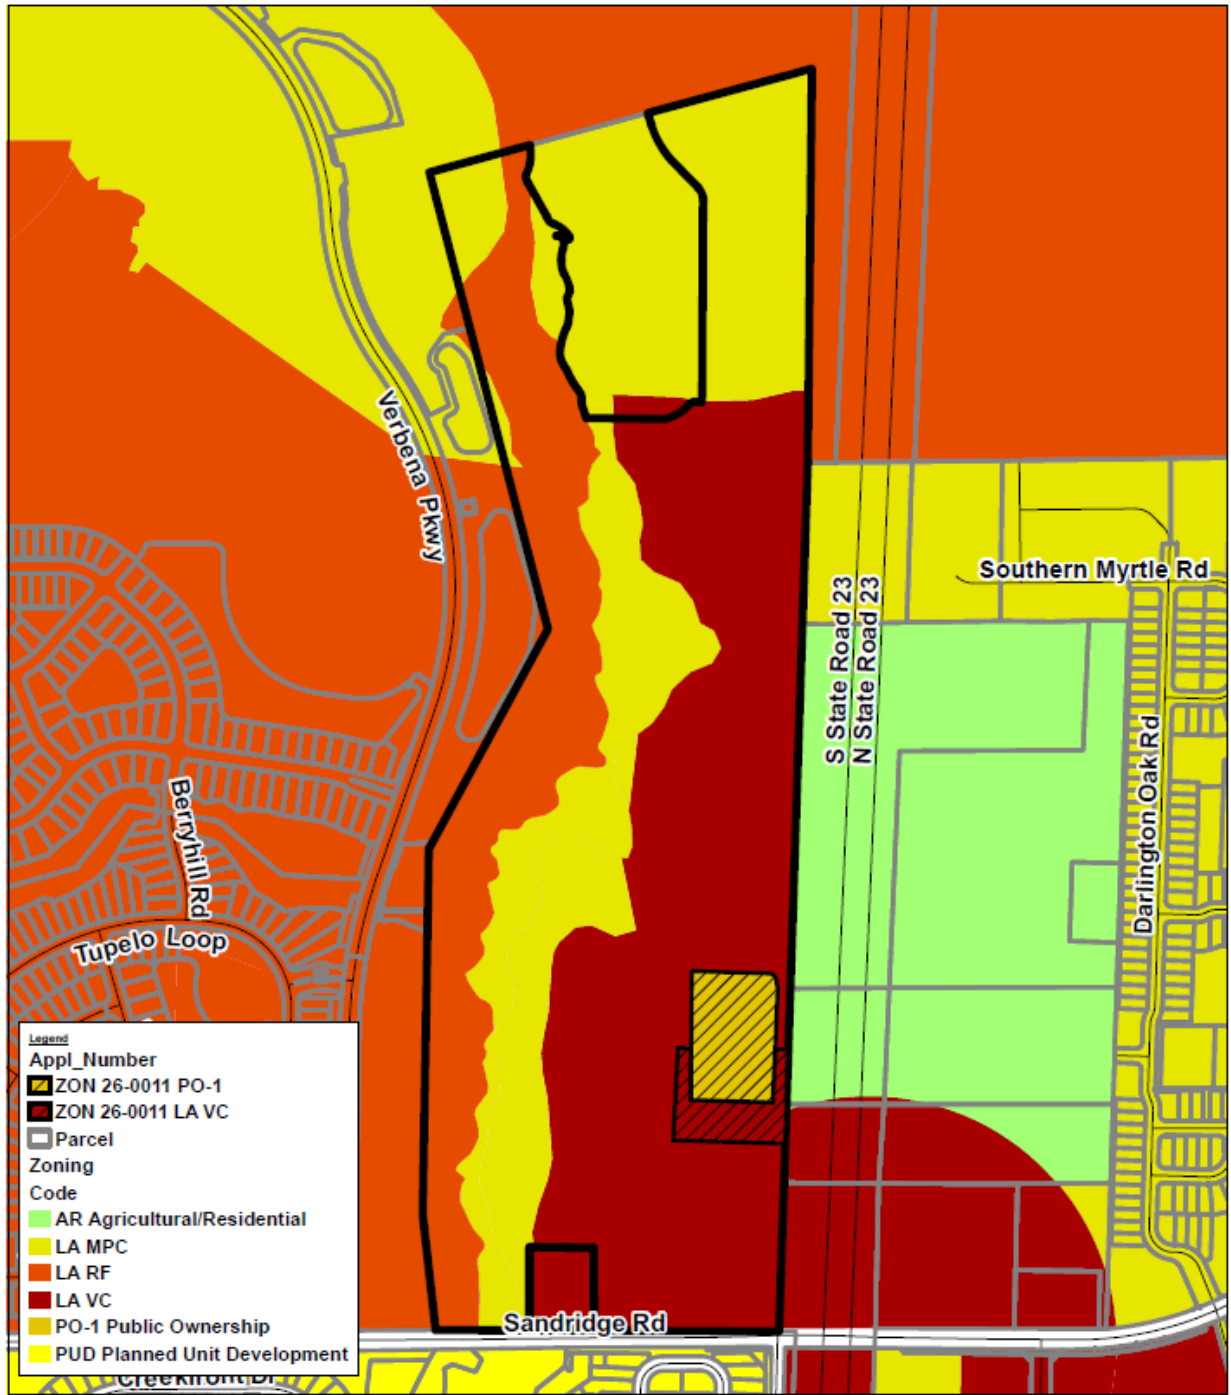 Verbena Pkwy
Southern Myrtle Rd
S State Road 23
N State Road 23
Darlington Oak Rd
Berryhill Rd
Tupelo Loop
Legend
Appl_Number
ZON 26-0011 PO-1
ZON 26-0011 LA VC
Parcel
Zoning
Code
AR Agricultural/Residential
LA MPC
LA RF
LA VC
PO-1 Public Ownership
PUD Planned Unit Development
Sandridge Rd
Creekfront Dr